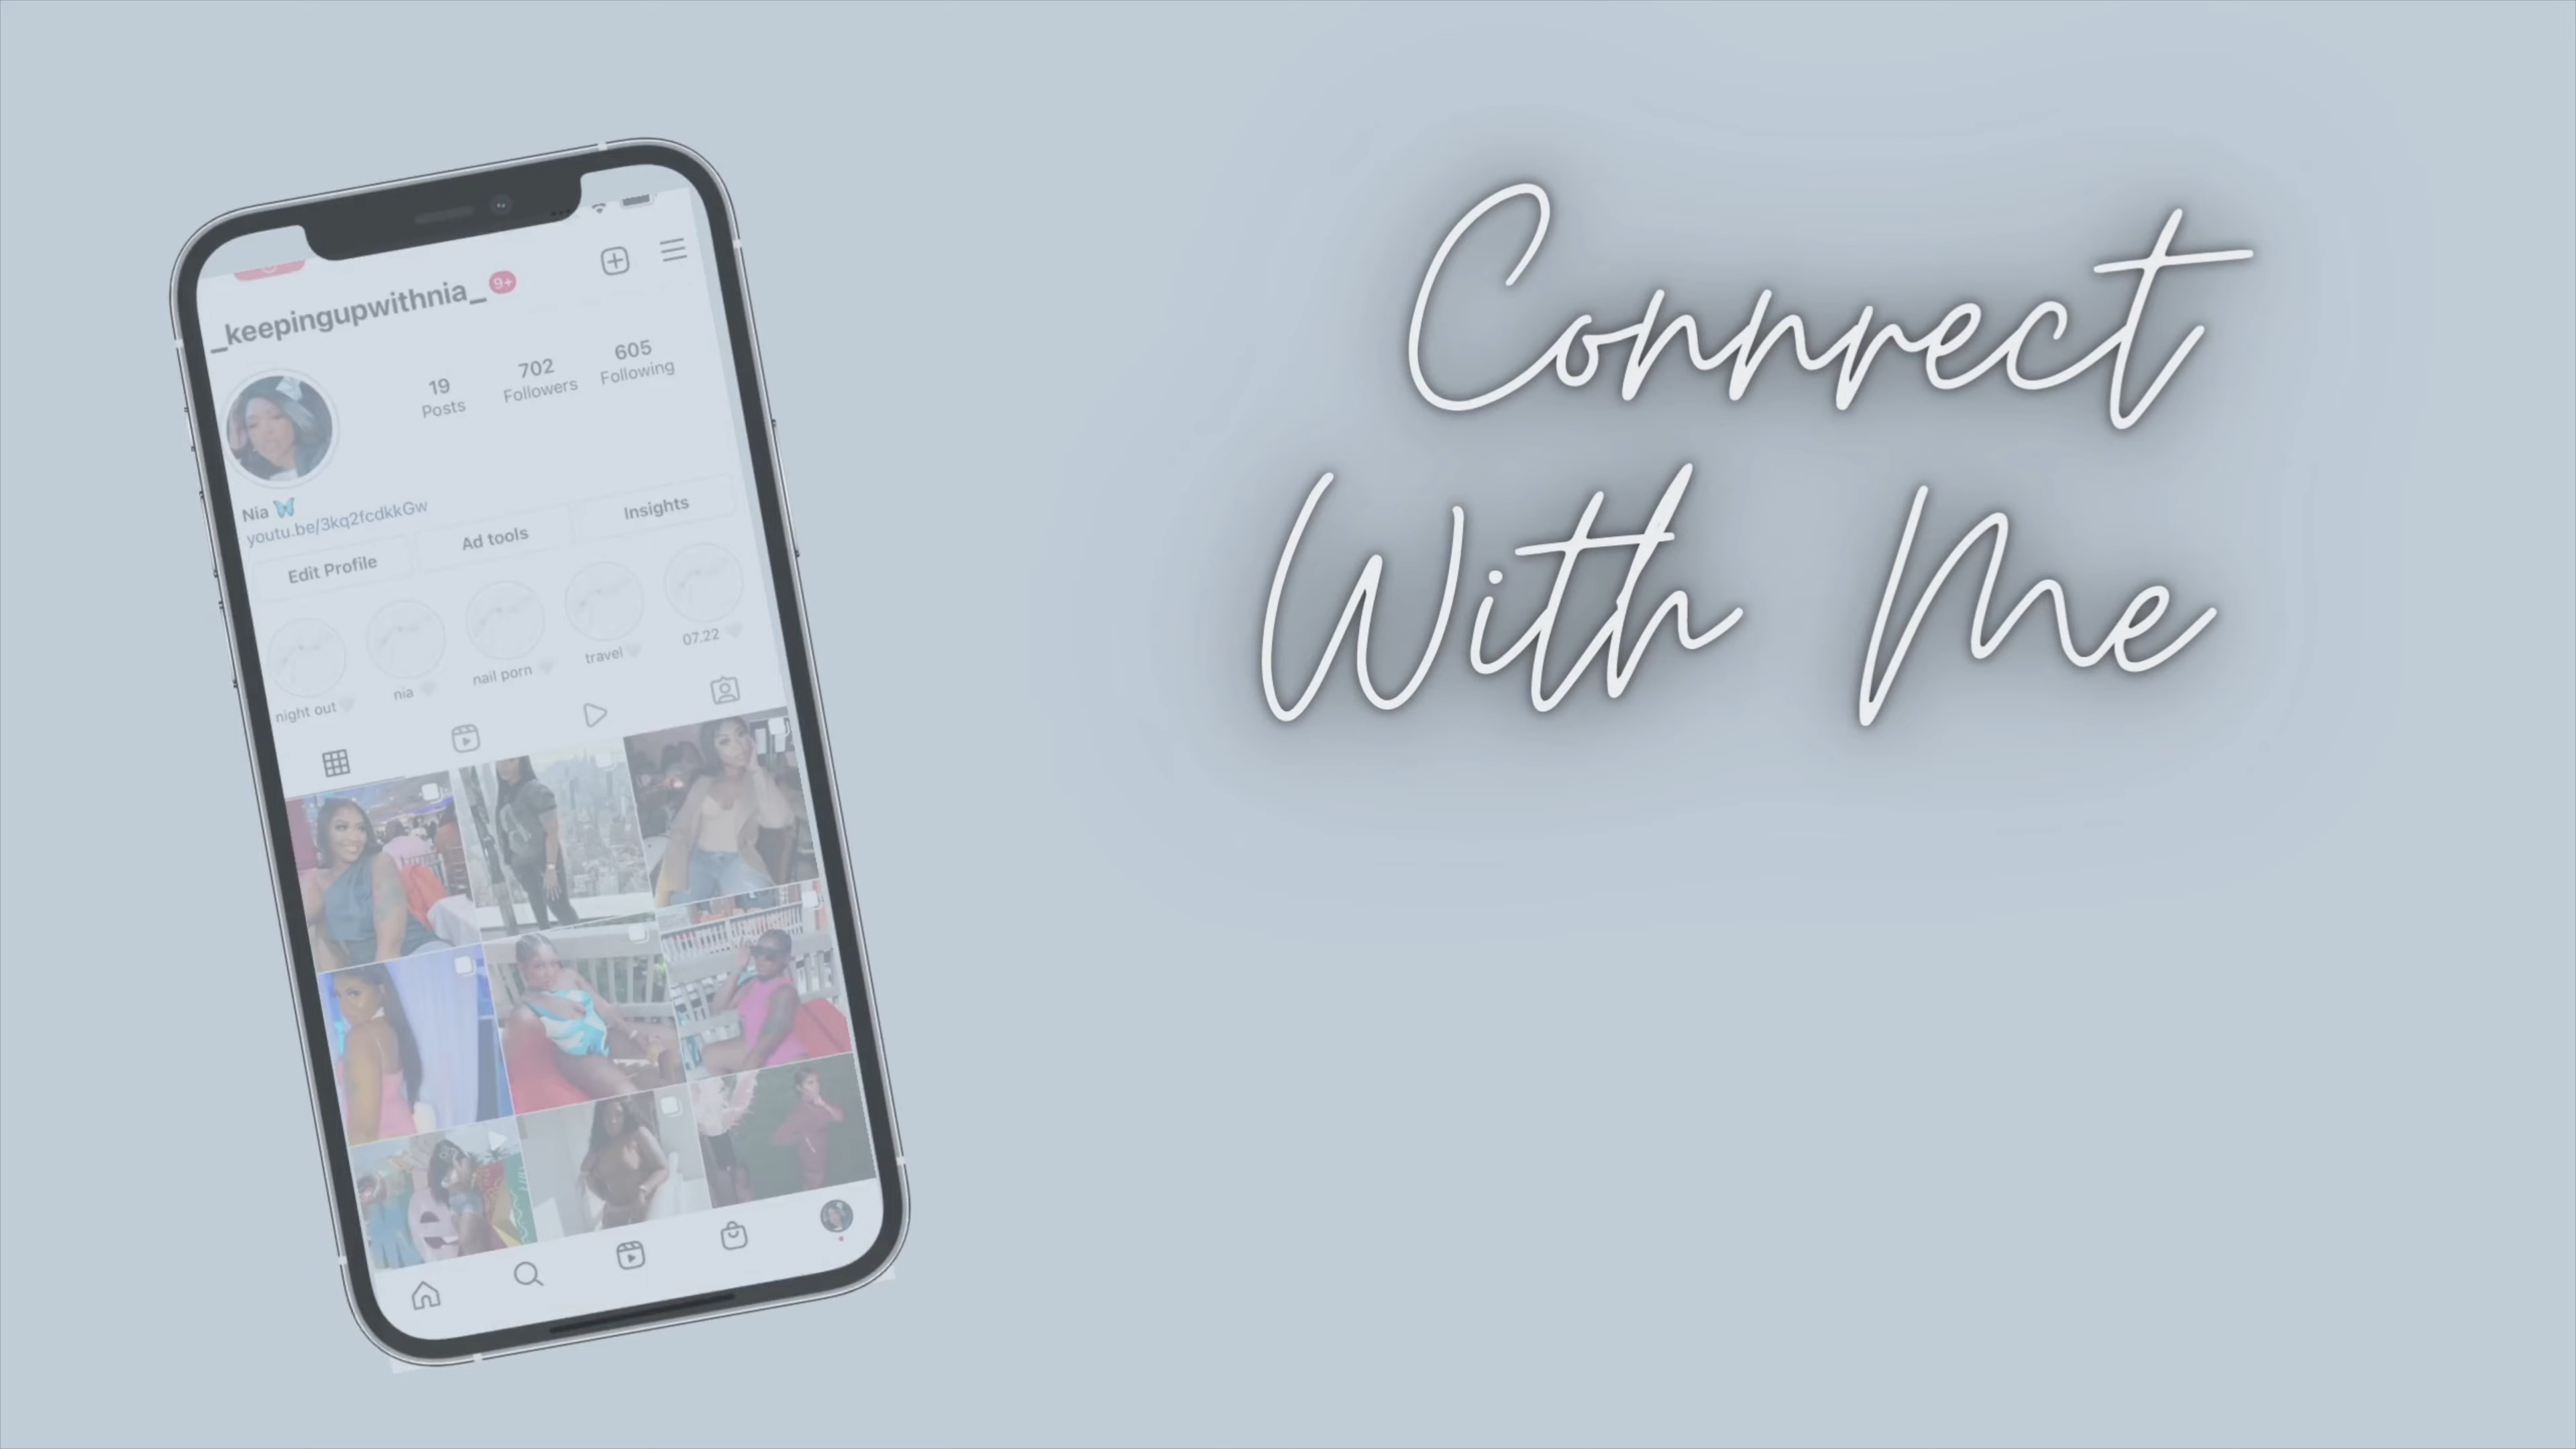 _keepingupwithnia_ 9+
19 702 605
Posts Followers Following
Nia
youtu.be/3kq2fcdkkGw
Edit Profile Ad tools Insights
night out nia nail porn travel 07.22
Connrect
With Me